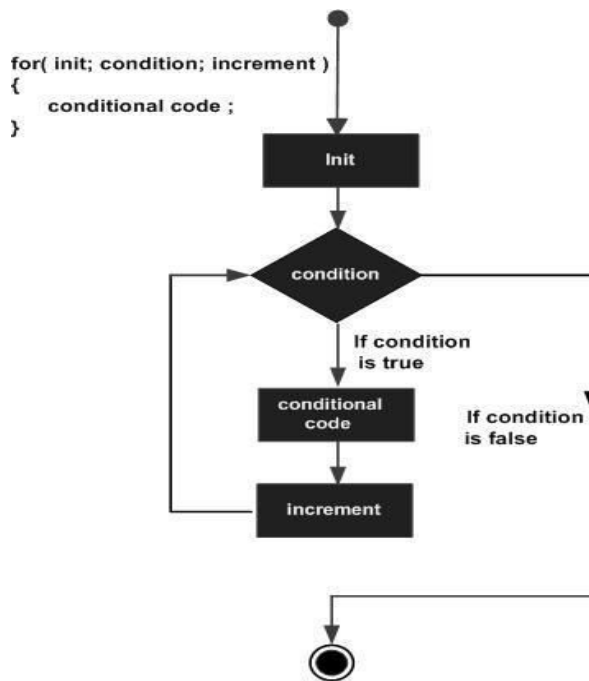 for( init; condition; increment )
{
conditional code ;
}
Init
condition
If condition
is true
conditional
code
If condition
is false
increment